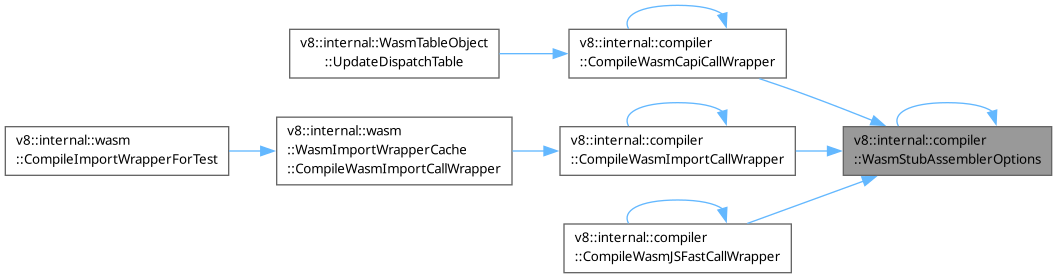 v8::internal::WasmTableObject
::UpdateDispatchTable
v8::internal::compiler
::CompileWasmCapiCallWrapper
v8::internal::wasm
::CompileImportWrapperForTest
v8::internal::wasm
::WasmImportWrapperCache
::CompileWasmImportCallWrapper
v8::internal::compiler
::CompileWasmImportCallWrapper
v8::internal::compiler
::WasmStubAssemblerOptions
v8::internal::compiler
::CompileWasmJSFastCallWrapper